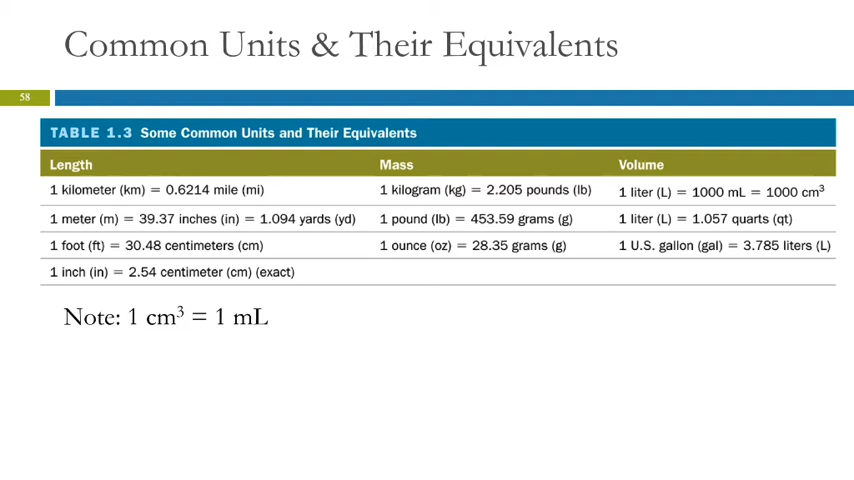 Common Units & Their Equivalents
58
TABLE 1.3 Some Common Units and Their Equivalents
Length Mass Volume
1 kilometer (km) = 0.6214 mile (mi) 1 kilogram (kg) = 2.205 pounds (lb) 1 liter (L) = 1000 mL = 1000 cm³
1 meter (m) = 39.37 inches (in) = 1.094 yards (yd) 1 pound (lb) = 453.59 grams (g) 1 liter (L) = 1.057 quarts (qt)
1 foot (ft) = 30.48 centimeters (cm) 1 ounce (oz) = 28.35 grams (g) 1 U.S. gallon (gal) = 3.785 liters (L)
1 inch (in) = 2.54 centimeter (cm) (exact)
Note: 1 cm³ = 1 mL